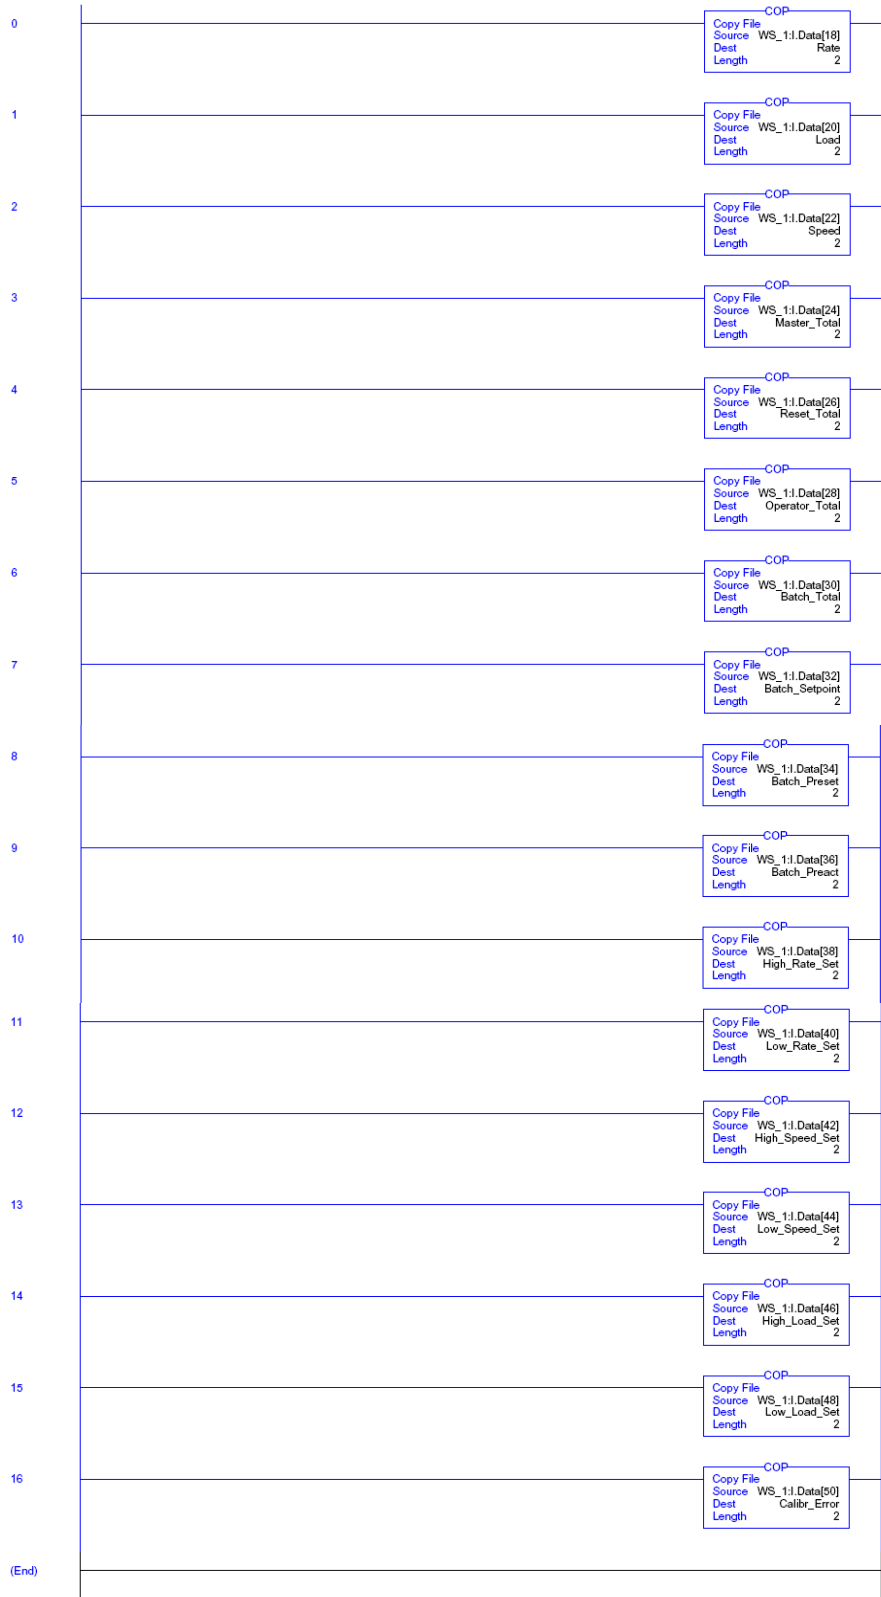 0
COP
Copy File
Source WS_1:I.Data[18]
Dest Rate
Length 2
1
COP
Copy File
Source WS_1:I.Data[20]
Dest Load
Length 2
2
COP
Copy File
Source WS_1:I.Data[22]
Dest Speed
Length 2
3
COP
Copy File
Source WS_1:I.Data[24]
Dest Master_Total
Length 2
4
COP
Copy File
Source WS_1:I.Data[26]
Dest Reset_Total
Length 2
5
COP
Copy File
Source WS_1:I.Data[28]
Dest Operator_Total
Length 2
6
COP
Copy File
Source WS_1:I.Data[30]
Dest Batch_Total
Length 2
7
COP
Copy File
Source WS_1:I.Data[32]
Dest Batch_Setpoint
Length 2
8
COP
Copy File
Source WS_1:I.Data[34]
Dest Batch_Preset
Length 2
9
COP
Copy File
Source WS_1:I.Data[36]
Dest Batch_Preact
Length 2
10
COP
Copy File
Source WS_1:I.Data[38]
Dest High_Rate_Set
Length 2
11
COP
Copy File
Source WS_1:I.Data[40]
Dest Low_Rate_Set
Length 2
12
COP
Copy File
Source WS_1:I.Data[42]
Dest High_Speed_Set
Length 2
13
COP
Copy File
Source WS_1:I.Data[44]
Dest Low_Speed_Set
Length 2
14
COP
Copy File
Source WS_1:I.Data[46]
Dest High_Load_Set
Length 2
15
COP
Copy File
Source WS_1:I.Data[48]
Dest Low_Load_Set
Length 2
16
COP
Copy File
Source WS_1:I.Data[50]
Dest Calibr_Error
Length 2
(End)